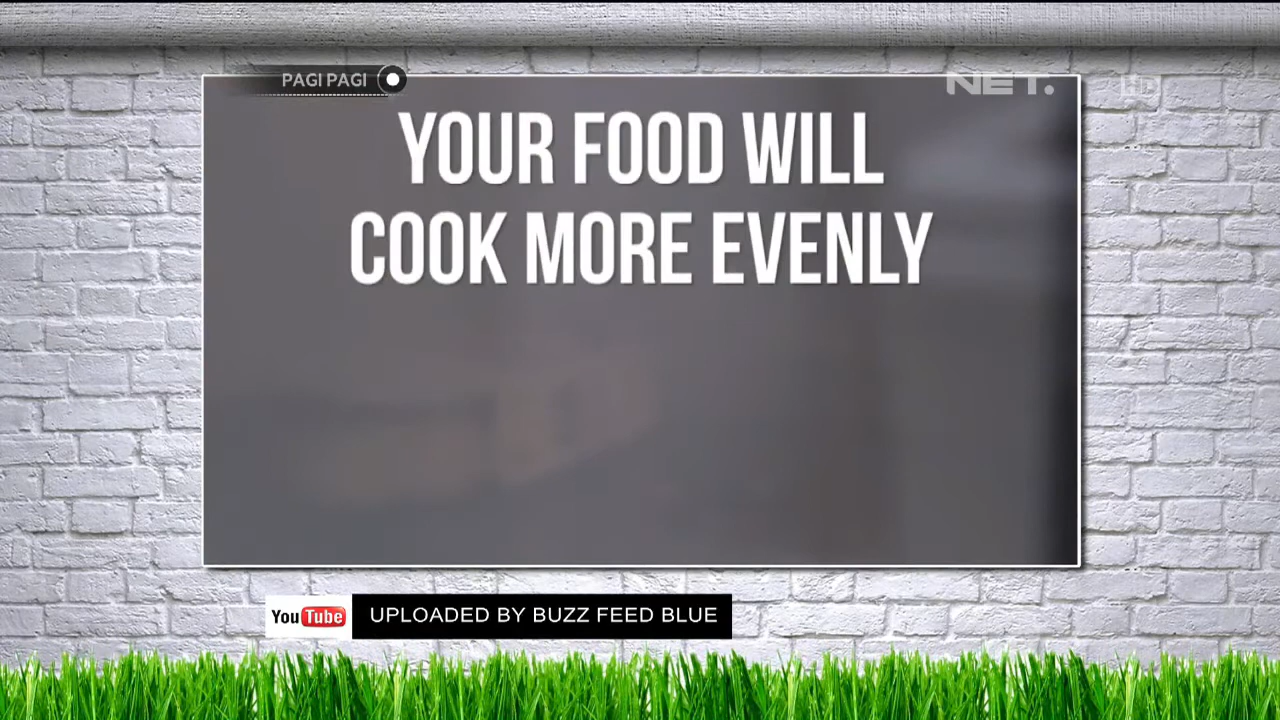 PAGI PAGI
NET.
HD
YOUR FOOD WILL
COOK MORE EVENLY
YouTube
UPLOADED BY BUZZ FEED BLUE